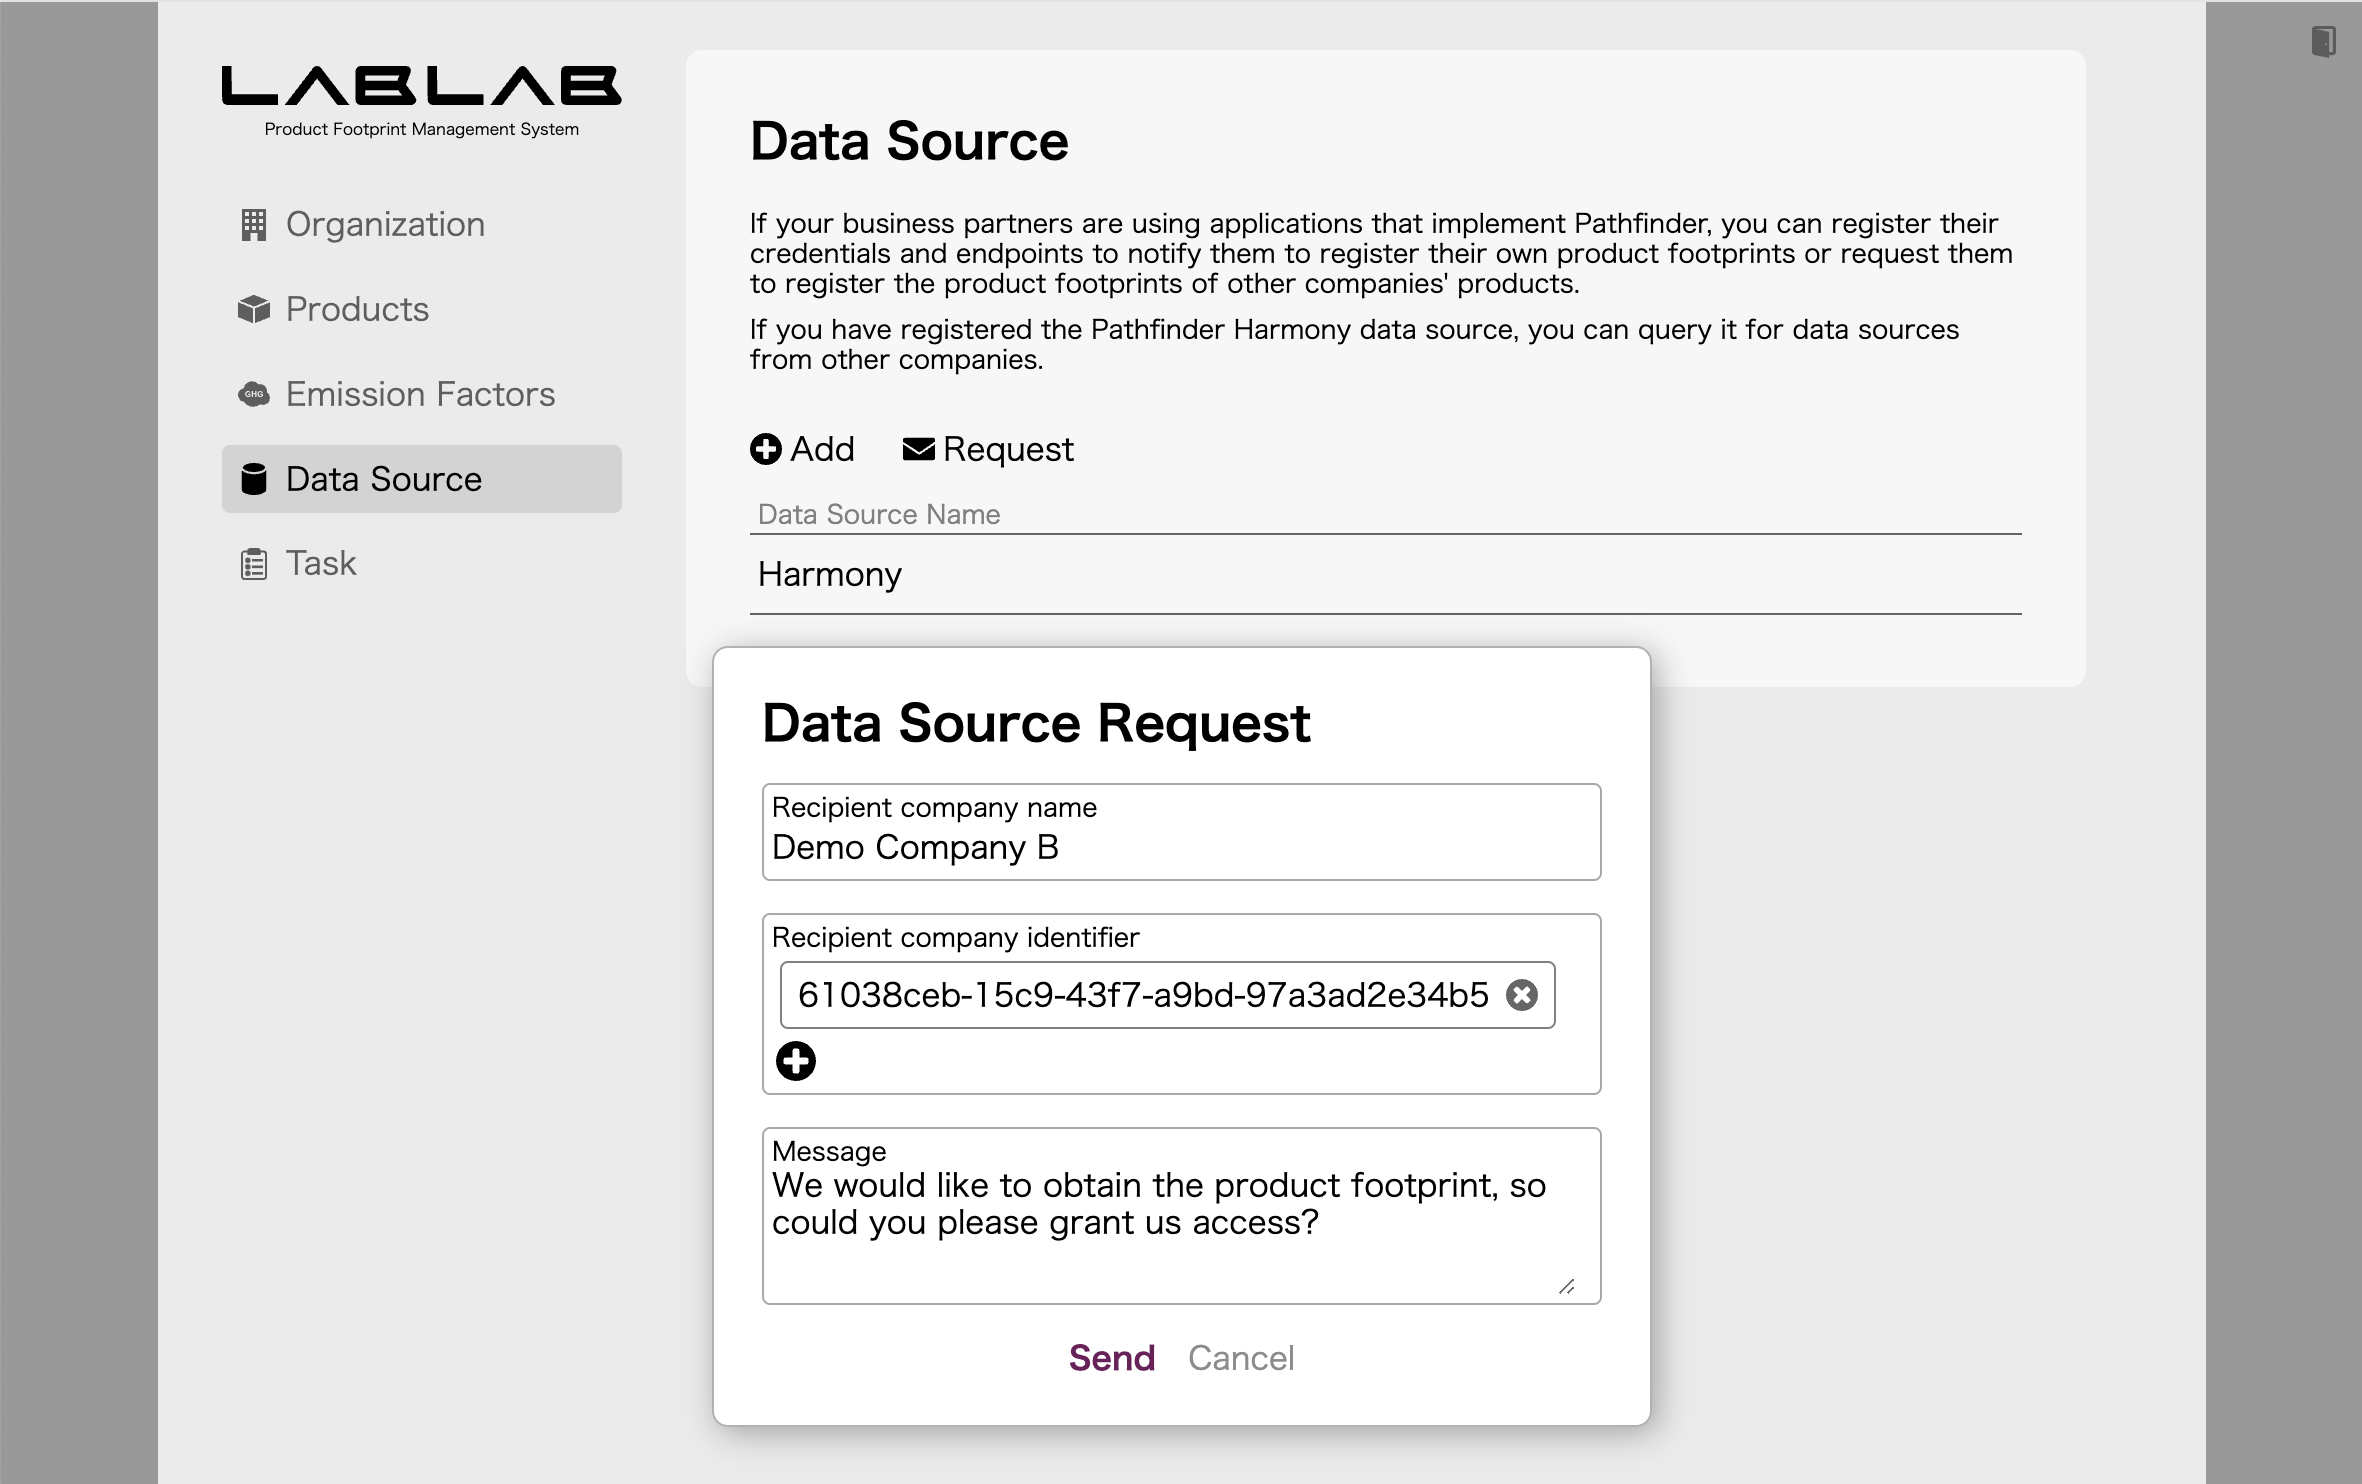 LABLAB
Product Footprint Management System
Organization
Products
GHG
Emission Factors
Data Source
Task
Data Source
If your business partners are using applications that implement Pathfinder, you can register their
credentials and endpoints to notify them to register their own product footprints or request them
to register the product footprints of other companies' products.
If you have registered the Pathfinder Harmony data source, you can query it for data sources
from other companies.
Add
Request
Data Source Name
Harmony
Data Source Request
Recipient company name
Demo Company B
Recipient company identifier
61038ceb-15c9-43f7-a9bd-97a3ad2e34b5
Message
We would like to obtain the product footprint, so
could you please grant us access?
Send
Cancel